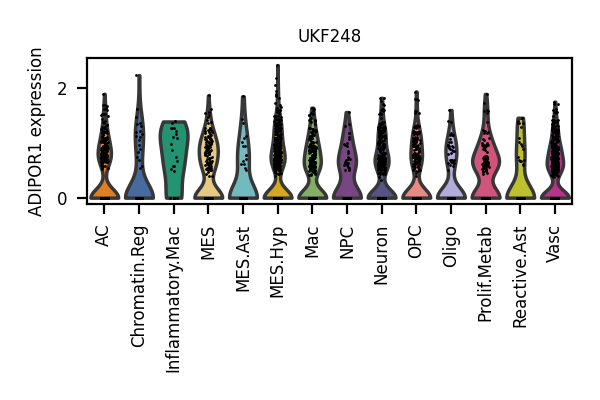 UKF248
ADIPOR1 expression
2
0
AC
Chromatin.Reg
Inflammatory.Mac
MES
MES.Ast
MES.Hyp
Mac
NPC
Neuron
OPC
Oligo
Prolif.Metab
Reactive.Ast
Vasc